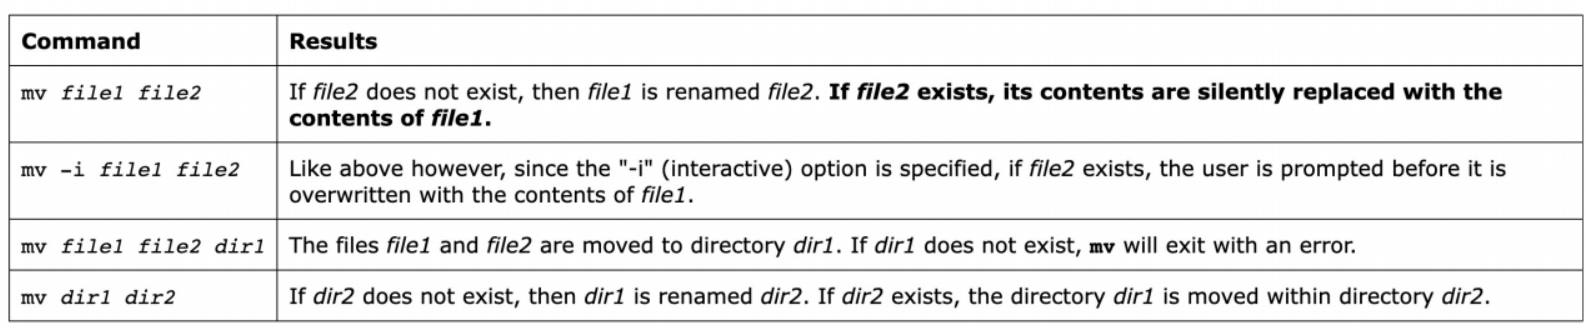 Command Results
mv file1 file2 If file2 does not exist, then file1 is renamed file2. If file2 exists, its contents are silently replaced with the
contents of file1.
mv -i file1 file2 Like above however, since the "-i" (interactive) option is specified, if file2 exists, the user is prompted before it is
overwritten with the contents of file1.
mv file1 file2 dir1 The files file1 and file2 are moved to directory dir1. If dir1 does not exist, mv will exit with an error.
mv dir1 dir2 If dir2 does not exist, then dir1 is renamed dir2. If dir2 exists, the directory dir1 is moved within directory dir2.